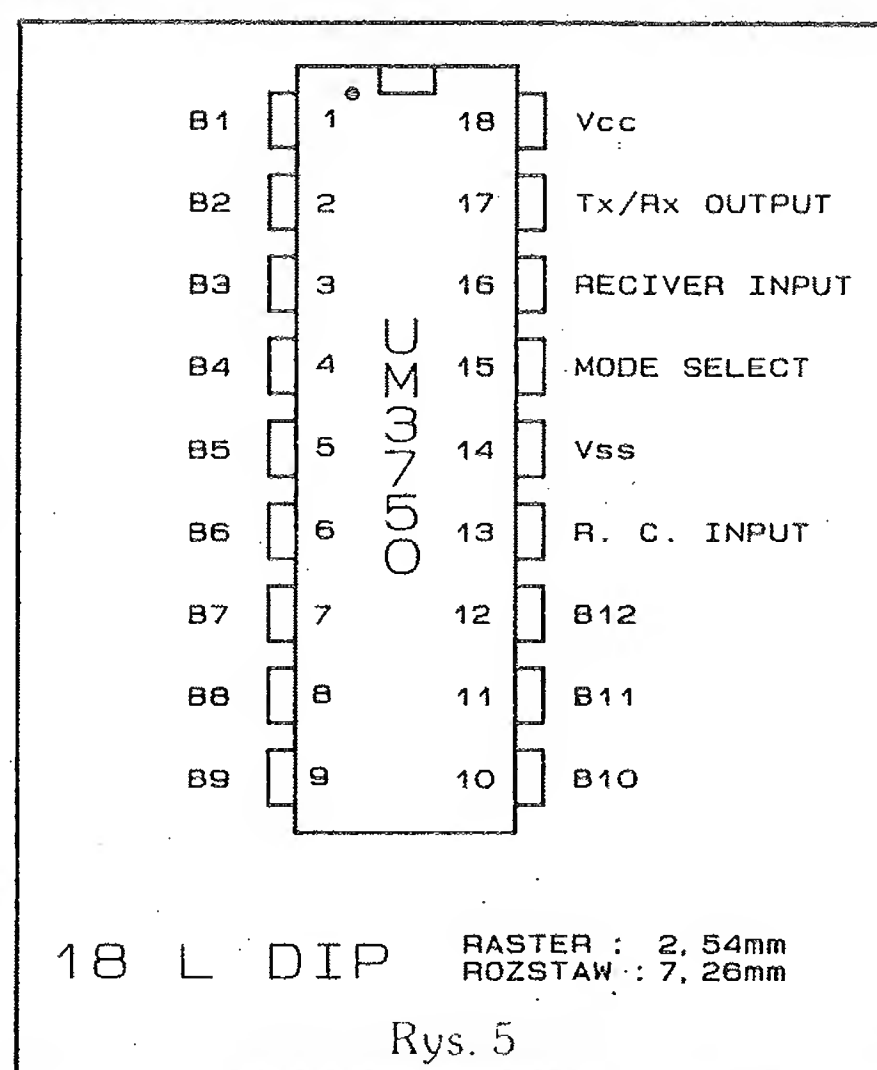 B1 1 18 Vcc
B2 2 17 Tx/Rx OUTPUT
B3 3 16 RECIVER INPUT
B4 4 15 MODE SELECT
B5 5 14 Vss
B6 6 13 R. C. INPUT
B7 7 12 B12
B8 8 11 B11
B9 9 10 B10
UM3750
18 L DIP
RASTER : 2,54mm
ROZSTAW : 7,26mm
Rys. 5